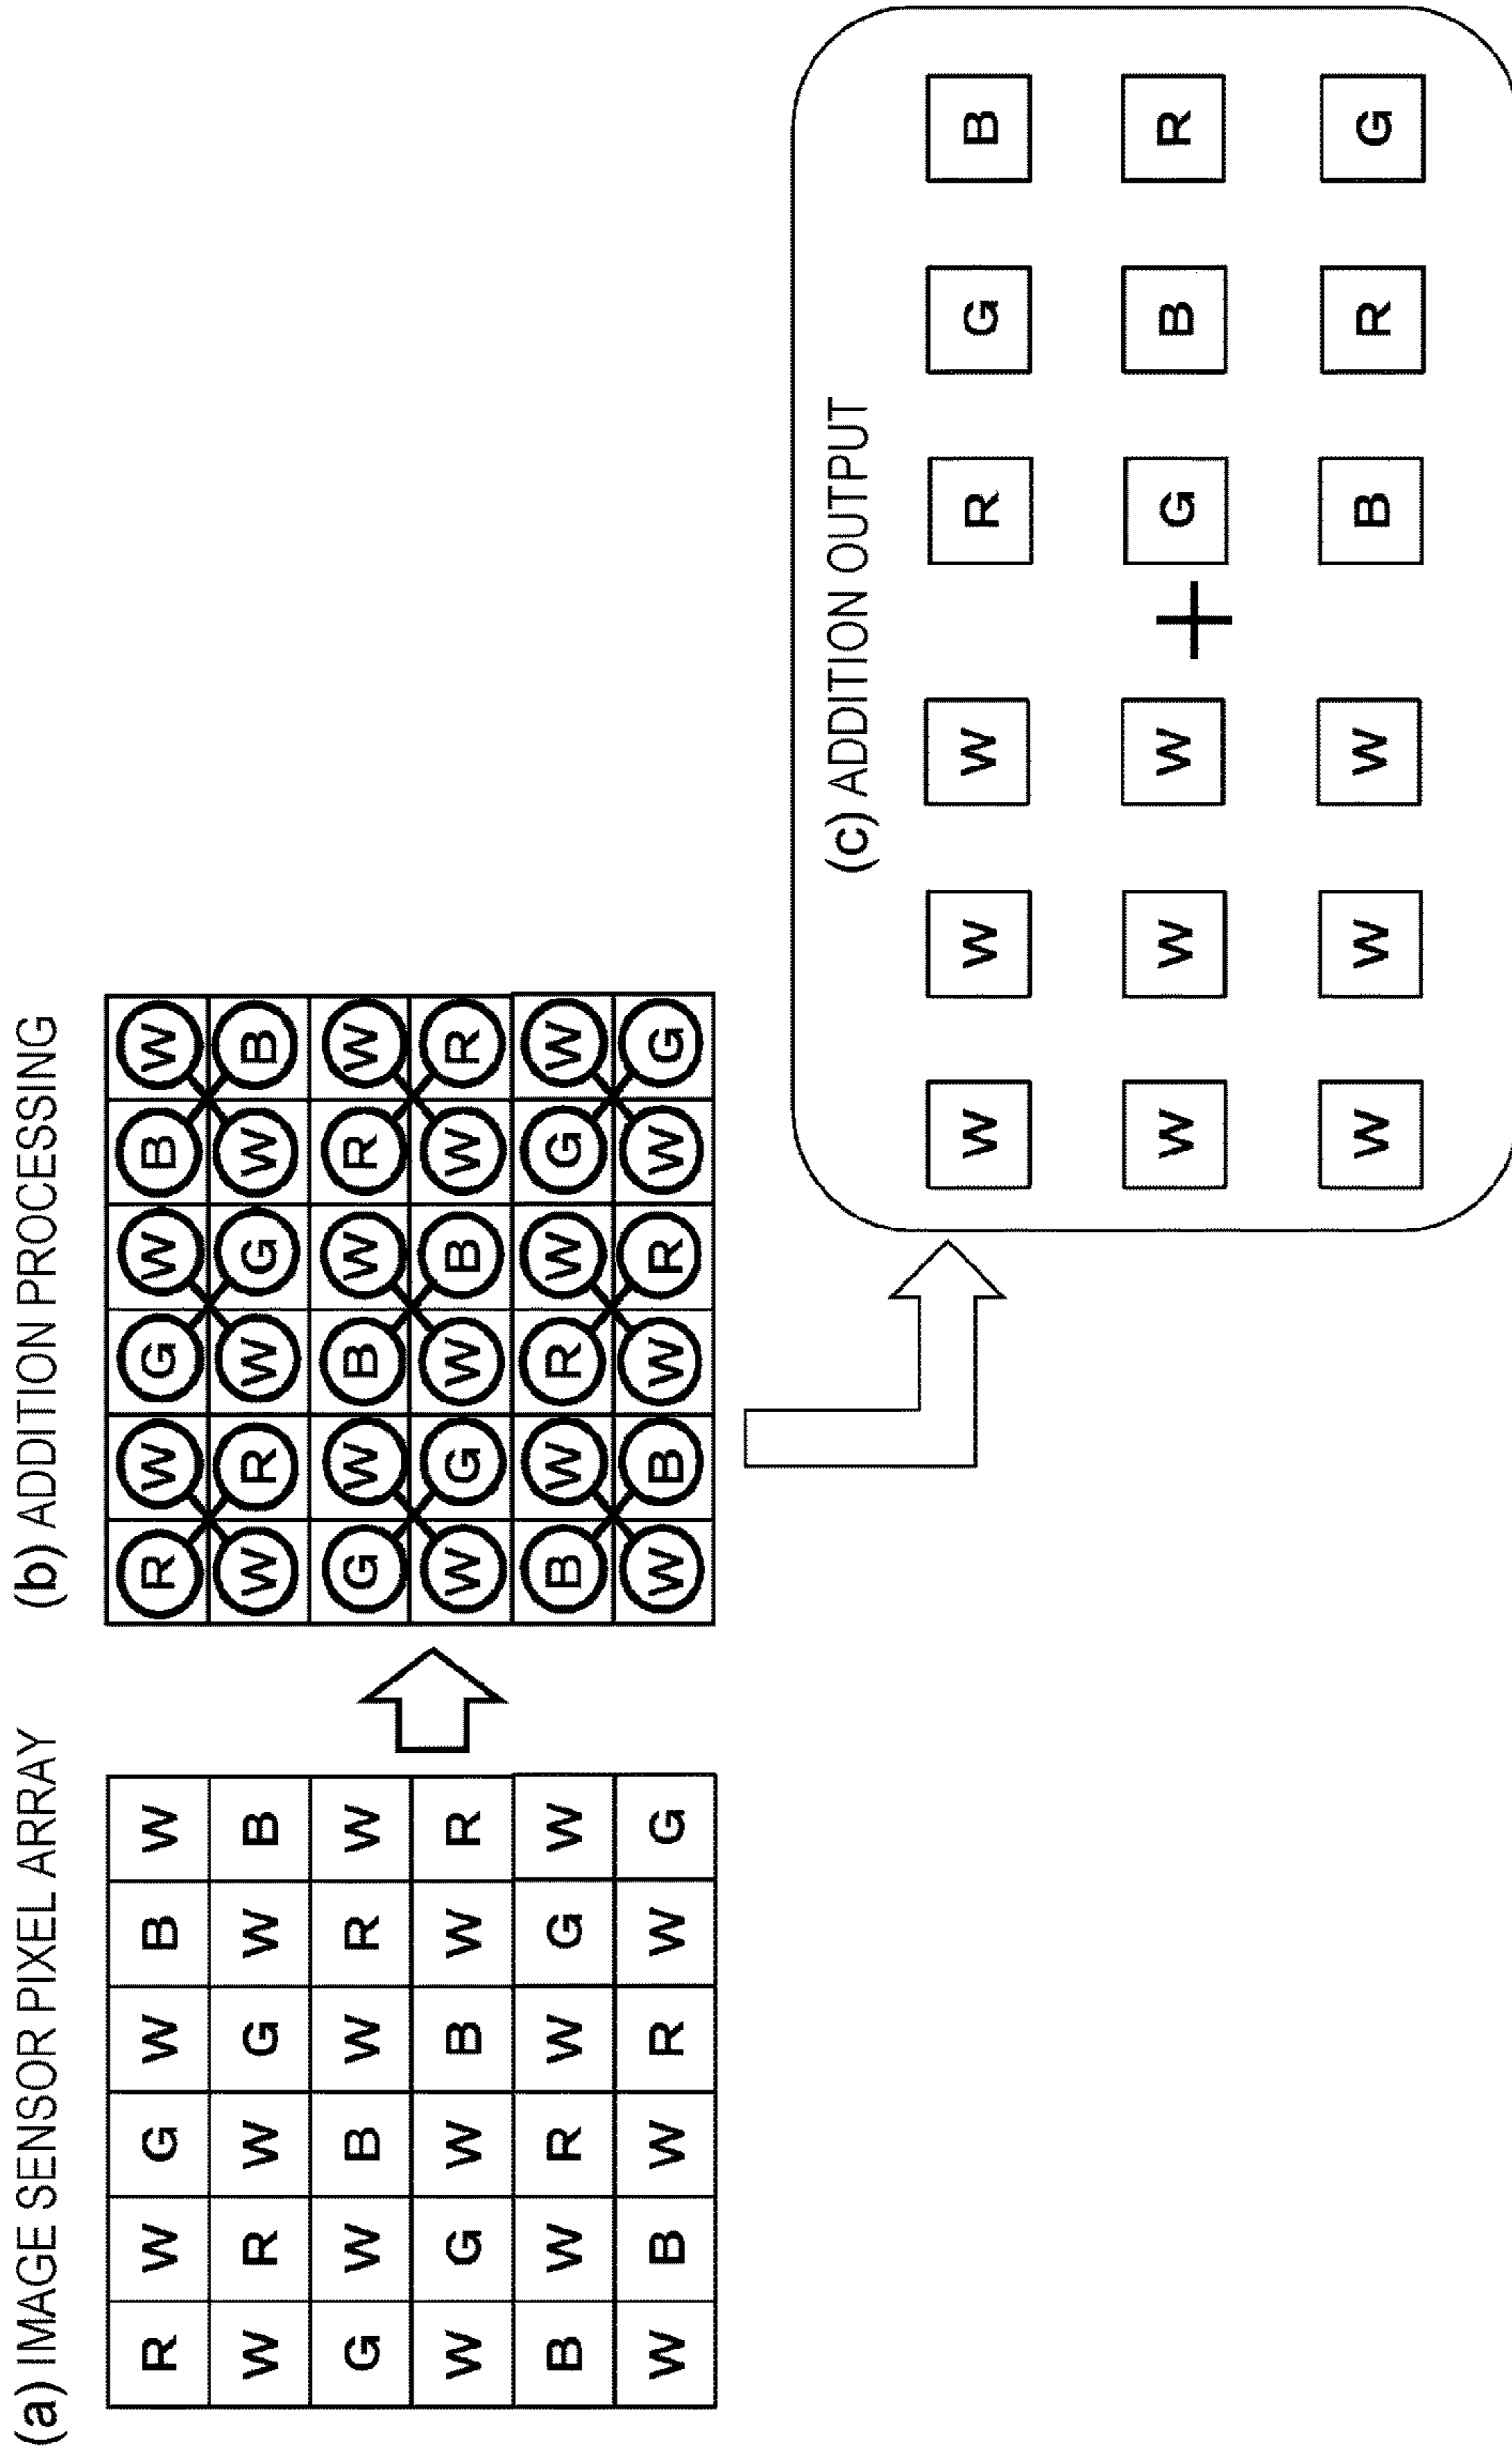 (a) IMAGE SENSOR PIXEL ARRAY
R W G W B W
W R W G W B
G W B W R W
W G W B W R
B W R W G W
W B W R W G
(b) ADDITION PROCESSING
R W G W B W
W R W G W B
G W B W R W
W G W B W R
B W R W G W
W B W R W G
(c) ADDITION OUTPUT
W W W R G B
W W W + G B R
W W W B R G